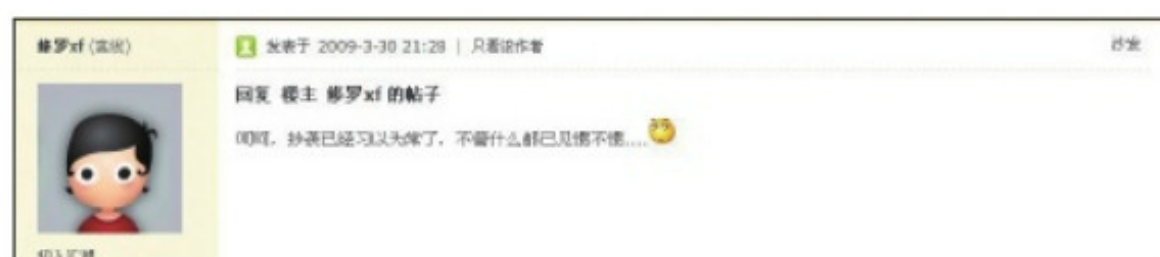 修罗xf
发表于 2009-3-30 21:28 | 只看该作者
沙发
回复 楼主 修罗xf 的帖子
呵呵，抄袭已经习以为常了，不管什么都已见惯不惯....